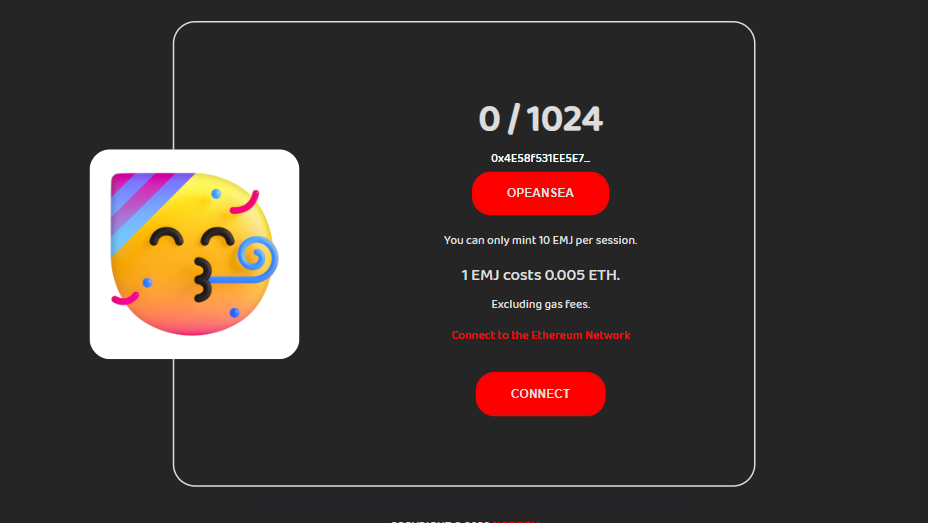 0 / 1024
0x4E58f531EE5E7...
OPEANSEA
You can only mint 10 EMJ per session.
1 EMJ costs 0.005 ETH.
Excluding gas fees.
Connect to the Ethereum Network
CONNECT
COPYRIGHT ©